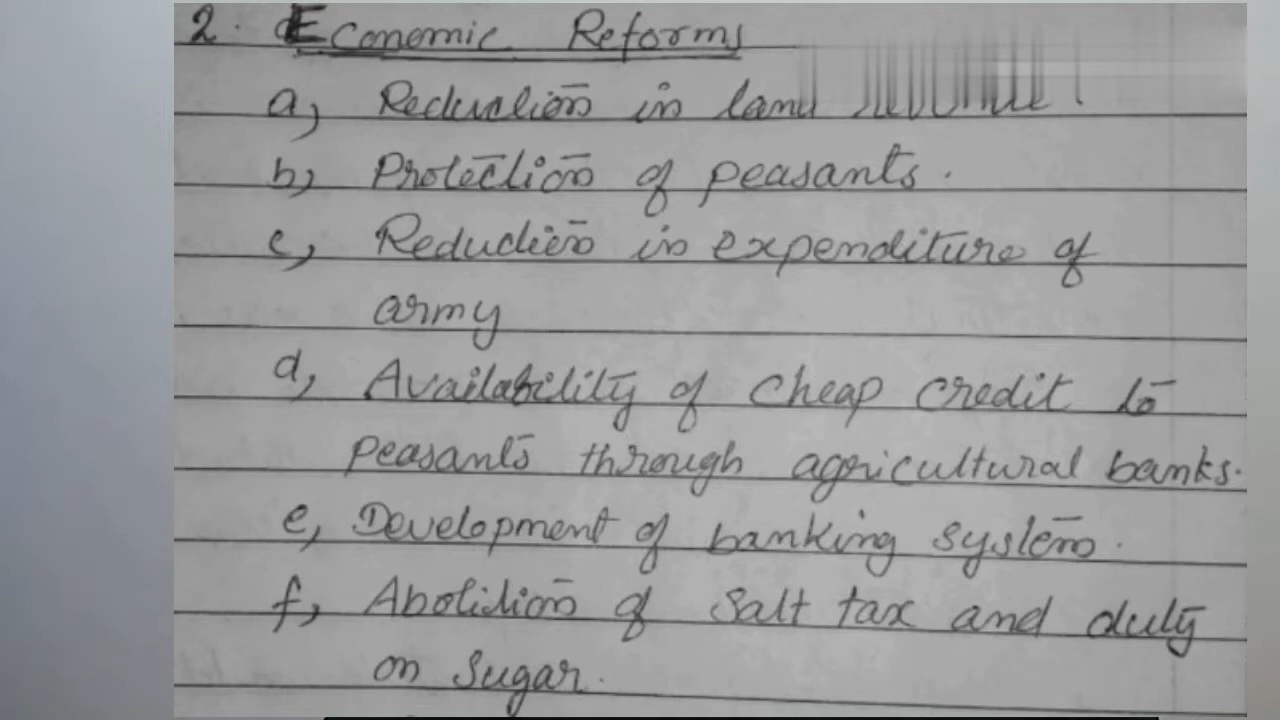 2. Economic Reforms
a, Reduction in land revenue.
b, Protection of peasants.
c, Reduction in expenditure of
army
d, Availability of cheap credit to
peasants through agricultural banks.
e, Development of banking system.
f, Abolition of salt tax and duty
on sugar.